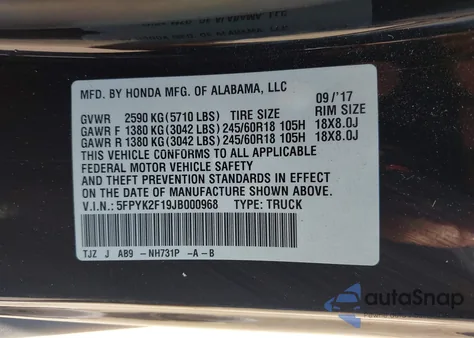 MFD. BY HONDA MFG. OF ALABAMA, LLC
09/'17
GVWR 2590 KG (5710 LBS) TIRE SIZE RIM SIZE
GAWR F 1380 KG (3042 LBS) 245/60R18 105H 18X8.0J
GAWR R 1380 KG (3042 LBS) 245/60R18 105H 18X8.0J
THIS VEHICLE CONFORMS TO ALL APPLICABLE
FEDERAL MOTOR VEHICLE SAFETY
AND THEFT PREVENTION STANDARDS IN EFFECT
ON THE DATE OF MANUFACTURE SHOWN ABOVE.
V.I.N.: 5FPYK2F19JB000968 TYPE: TRUCK
TJZ J AB9 -NH731P -A-B
autoSnap